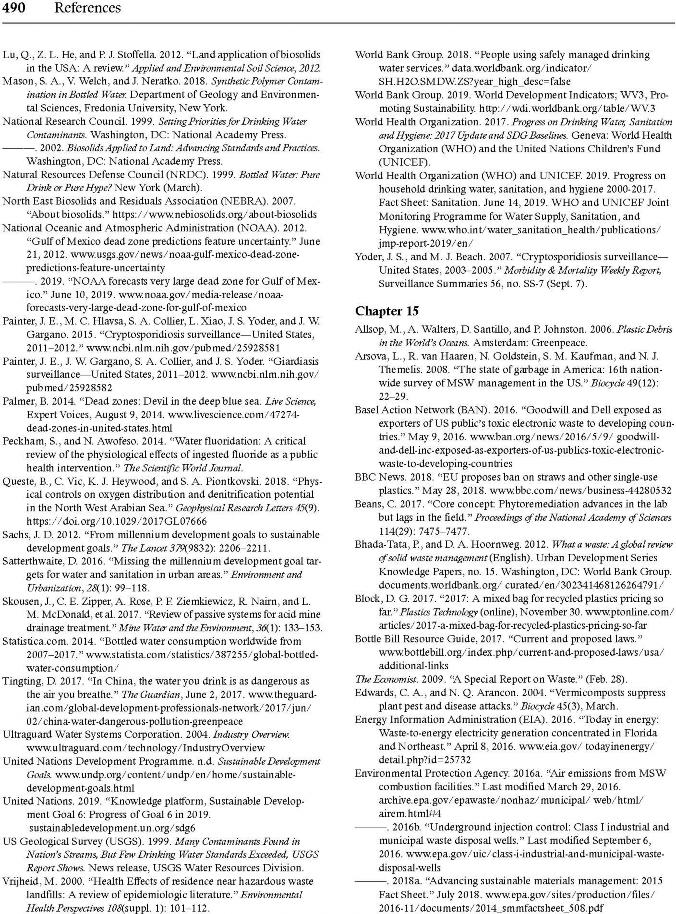 490 References
Lu, Q., Z. L. He, and P. J. Stoffella. 2012. “Land application of biosolids
in the USA: A review.” Applied and Environmental Soil Science, 2012.
Mason, S. A., V. Welch, and J. Neratko. 2018. Synthetic Polymer Contam-
ination in Bottled Water. Department of Geology and Environmen-
tal Sciences, Fredonia University, New York.
National Research Council. 1999. Setting Priorities for Drinking Water
Contaminants. Washington, DC: National Academy Press.
———. 2002. Biosolids Applied to Land: Advancing Standards and Practices.
Washington, DC: National Academy Press.
Natural Resources Defense Council (NRDC). 1999. Bottled Water: Pure
Drink or Pure Hype? New York (March).
North East Biosolids and Residuals Association (NEBRA). 2007.
“About biosolids.” https://www.nebiosolids.org/about-biosolids
National Oceanic and Atmospheric Administration (NOAA). 2012.
“Gulf of Mexico dead zone predictions feature uncertainty.” June
21, 2012. www.usgs.gov/news/noaa-gulf-mexico-dead-zone-
predictions-feature-uncertainty
———. 2019. “NOAA forecasts very large dead zone for Gulf of Mex-
ico.” June 10, 2019. www.noaa.gov/media-release/noaa-
forecasts-very-large-dead-zone-for-gulf-of-mexico
Painter, J. E., M. C. Hlavsa, S. A. Collier, L. Xiao, J. S. Yoder, and J. W.
Gargano. 2015. “Cryptosporidiosis surveillance—United States,
2011–2012.” www.ncbi.nlm.nih.gov/pubmed/25928581
Painter, J. E., J. W. Gargano, S. A. Collier, and J. S. Yoder. “Giardiasis
surveillance—United States, 2011–2012. www.ncbi.nlm.nih.gov/
pubmed/25928582
Palmer, B. 2014. “Dead zones: Devil in the deep blue sea. Live Science,
Expert Voices, August 9, 2014. www.livescience.com/47274-
dead-zones-in-united-states.html
Peckham, S., and N. Awofeso. 2014. “Water fluoridation: A critical
review of the physiological effects of ingested fluoride as a public
health intervention.” The Scientific World Journal.
Queste, B., C. Vic, K. J. Heywood, and S. A. Piontkovski. 2018. “Phys-
ical controls on oxygen distribution and denitrification potential
in the North West Arabian Sea.” Geophysical Research Letters 45(9).
https://doi.org/10.1029/2017GL07666
Sachs, J. D. 2012. “From millennium development goals to sustainable
development goals.” The Lancet 379(9832): 2206–2211.
Satterthwaite, D. 2016. “Missing the millennium development goal tar-
gets for water and sanitation in urban areas.” Environment and
Urbanization, 28(1): 99–118.
Skousen, J., C. E. Zipper, A. Rose, P. F. Ziemkiewicz, R. Nairn, and L.
M. McDonald, et al. 2017. “Review of passive systems for acid mine
drainage treatment.” Mine Water and the Environment, 36(1): 133–153.
Statistica.com. 2014. “Bottled water consumption worldwide from
2007–2017.” www.statista.com/statistics/387255/global-bottled-
water-consumption/
Tingting, D. 2017. “In China, the water you drink is as dangerous as
the air you breathe.” The Guardian, June 2, 2017. www.theguard-
ian.com/global-development-professionals-network/2017/jun/
02/china-water-dangerous-pollution-greenpeace
Ultraguard Water Systems Corporation. 2004. Industry Overview.
www.ultraguard.com/technology/IndustryOverview
United Nations Development Programme. n.d. Sustainable Development
Goals. www.undp.org/content/undp/en/home/sustainable-
development-goals.html
United Nations. 2019. “Knowledge platform, Sustainable Develop-
ment Goal 6: Progress of Goal 6 in 2019.
sustainabledevelopment.un.org/sdg6
US Geological Survey (USGS). 1999. Many Contaminants Found in
Nation's Streams, But Few Drinking Water Standards Exceeded, USGS
Report Shows. News release, USGS Water Resources Division.
Vrijheid, M. 2000. “Health Effects of residence near hazardous waste
landfills: A review of epidemiologic literature.” Environmental
Health Perspectives 108(suppl. 1): 101–112.
World Bank Group. 2018. “People using safely managed drinking
water services.” data.worldbank.org/indicator/
SH.H2O.SMDW.ZS?year_high_desc=false
World Bank Group. 2019. World Development Indicators; WV3, Pro-
moting Sustainability. http://wdi.worldbank.org/table/WV.3
World Health Organization. 2017. Progress on Drinking Water, Sanitation
and Hygiene: 2017 Update and SDG Baselines. Geneva: World Health
Organization (WHO) and the United Nations Children’s Fund
(UNICEF).
World Health Organization (WHO) and UNICEF. 2019. Progress on
household drinking water, sanitation, and hygiene 2000-2017.
Fact Sheet: Sanitation. June 14, 2019. WHO and UNICEF Joint
Monitoring Programme for Water Supply, Sanitation, and
Hygiene. www.who.int/water_sanitation_health/publications/
jmp-report-2019/en/
Yoder, J. S., and M. J. Beach. 2007. “Cryptosporidiosis surveillance—
United States, 2003–2005.” Morbidity & Mortality Weekly Report,
Surveillance Summaries 56, no. SS-7 (Sept. 7).
Chapter 15
Allsop, M., A. Walters, D. Santillo, and P. Johnston. 2006. Plastic Debris
in the World's Oceans. Amsterdam: Greenpeace.
Arsova, L., R. van Haaren, N. Goldstein, S. M. Kaufman, and N. J.
Themelis. 2008. “The state of garbage in America: 16th nation-
wide survey of MSW management in the US.” Biocycle 49(12):
22–29.
Basel Action Network (BAN). 2016. “Goodwill and Dell exposed as
exporters of US public’s toxic electronic waste to developing coun-
tries.” May 9, 2016. www.ban.org/news/2016/5/9/ goodwill-
and-dell-inc-exposed-as-exporters-of-us-publics-toxic-electronic-
waste-to-developing-countries
BBC News. 2018. “EU proposes ban on straws and other single-use
plastics.” May 28, 2018. www.bbc.com/news/business-44280532
Beans, C. 2017. “Core concept: Phytoremediation advances in the lab
but lags in the field.” Proceedings of the National Academy of Sciences
114(29): 7475–7477.
Bhada-Tata, P., and D. A. Hoornweg. 2012. What a waste: A global review
of solid waste management (English). Urban Development Series
Knowledge Papers, no. 15. Washington, DC: World Bank Group.
documents.worldbank.org/ curated/en/302341468126264791/
Block, D. G. 2017. “2017: A mixed bag for recycled plastics pricing so
far.” Plastics Technology (online), November 30. www.ptonline.com/
articles/2017-a-mixed-bag-for-recycled-plastics-pricing-so-far
Bottle Bill Resource Guide, 2017. “Current and proposed laws.”
www.bottlebill.org/index.php/current-and-proposed-laws/usa/
additional-links
The Economist. 2009. “A Special Report on Waste.” (Feb. 28).
Edwards, C. A., and N. Q. Arancon. 2004. “Vermicomposts suppress
plant pest and disease attacks.” Biocycle 45(3), March.
Energy Information Administration (EIA). 2016. “Today in energy:
Waste-to-energy electricity generation concentrated in Florida
and Northeast.” April 8, 2016. www.eia.gov/ todayinenergy/
detail.php?id=25732
Environmental Protection Agency. 2016a. “Air emissions from MSW
combustion facilities.” Last modified March 29, 2016.
archive.epa.gov/epawaste/nonhaz/municipal/ web/html/
airem.html#4
———. 2016b. “Underground injection control: Class I industrial and
municipal waste disposal wells.” Last modified September 6,
2016. www.epa.gov/uic/class-i-industrial-and-municipal-waste-
disposal-wells
———. 2018a. “Advancing sustainable materials management: 2015
Fact Sheet.” July 2018. www.epa.gov/sites/production/files/
2016-11/documents/2014_smmfactsheet_508.pdf